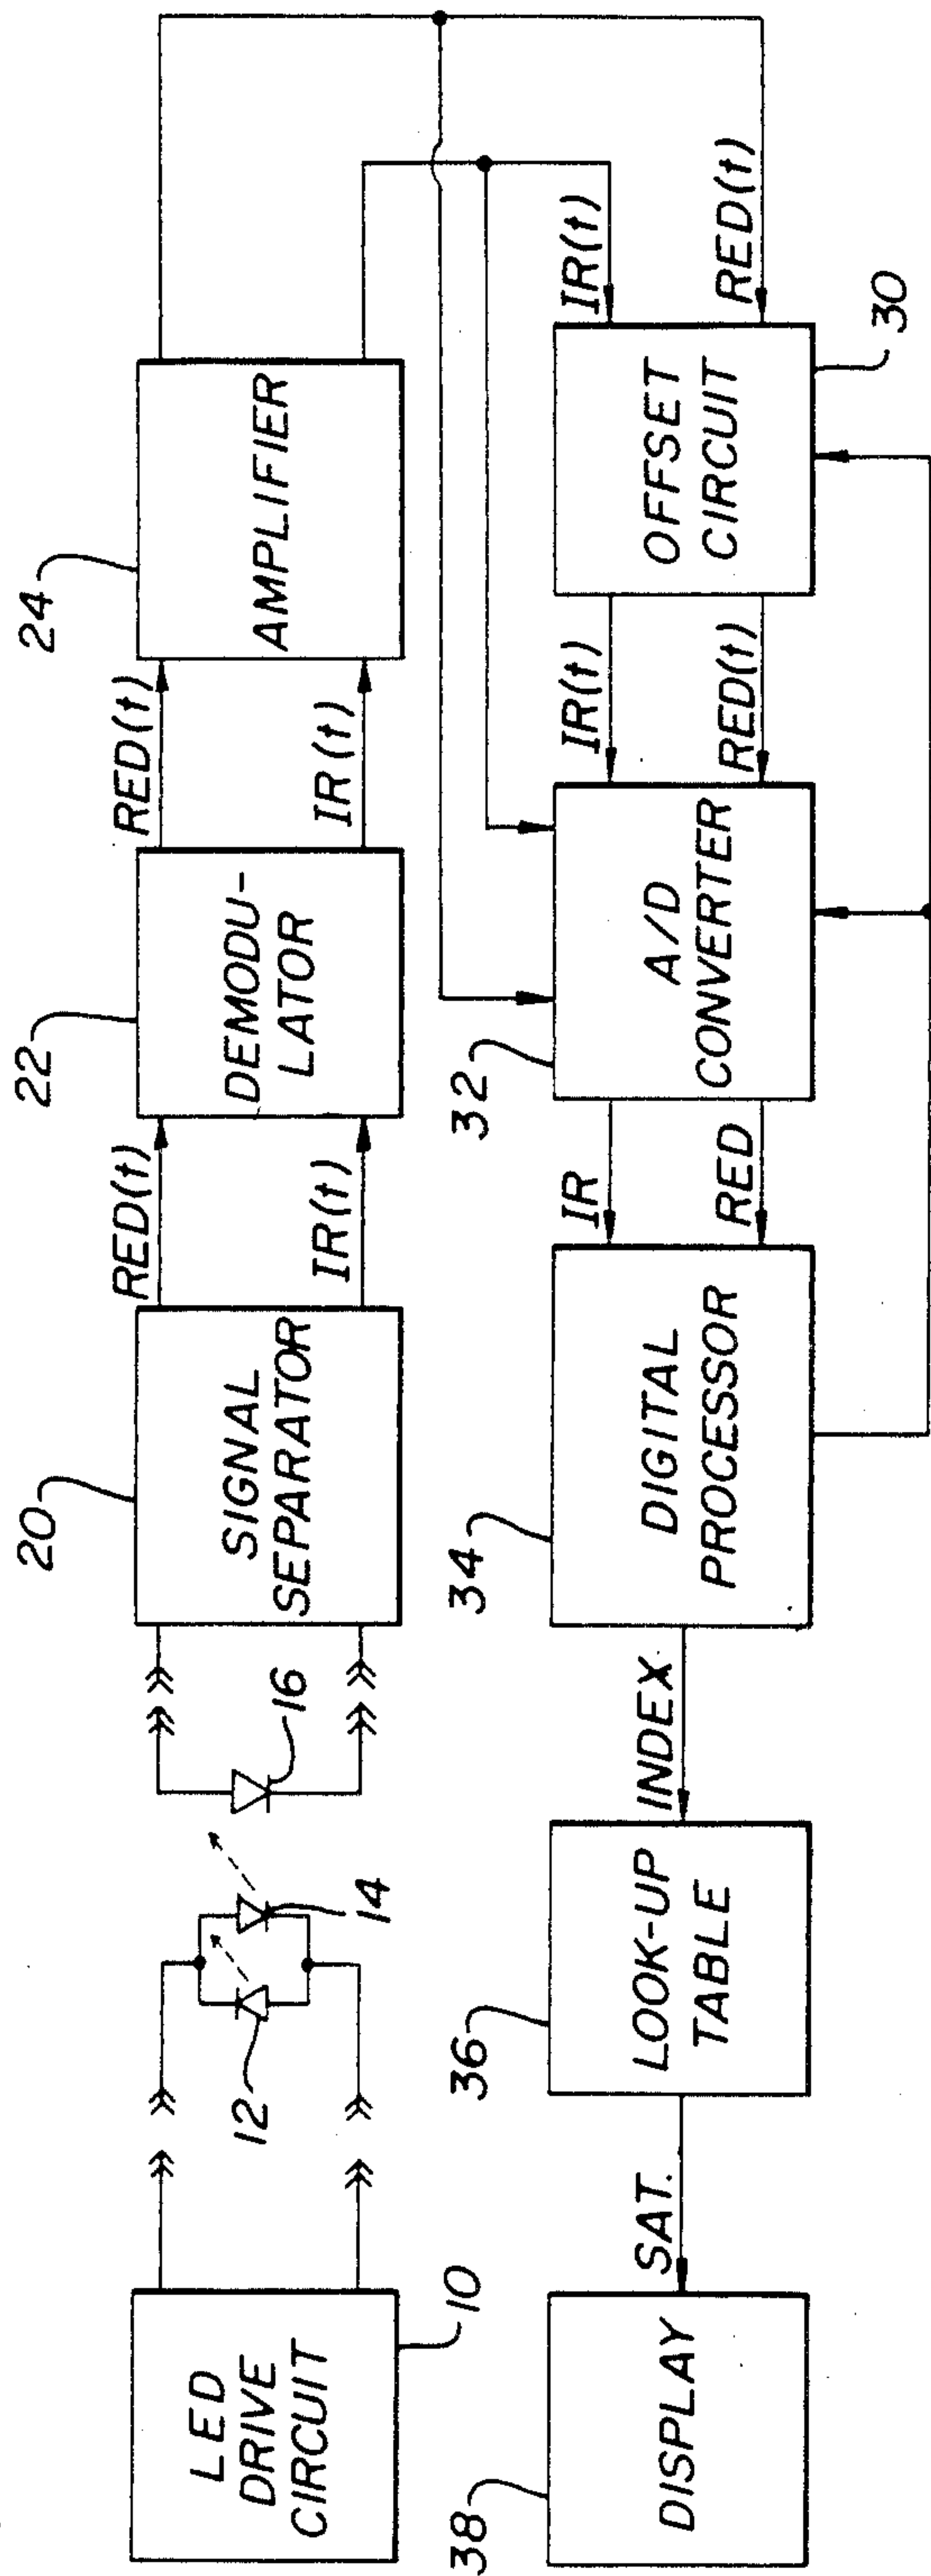 10
LED
DRIVE
CIRCUIT
12
14
16
20
SIGNAL
SEPARATOR
RED(t)
IR(t)
22
DEMODU-
LATOR
RED(t)
IR(t)
24
AMPLIFIER
IR(t)
RED(t)
30
OFFSET
CIRCUIT
IR(t)
RED(t)
32
A/D
CONVERTER
IR
RED
34
DIGITAL
PROCESSOR
INDEX
36
LOOK-UP
TABLE
SAT.
38
DISPLAY